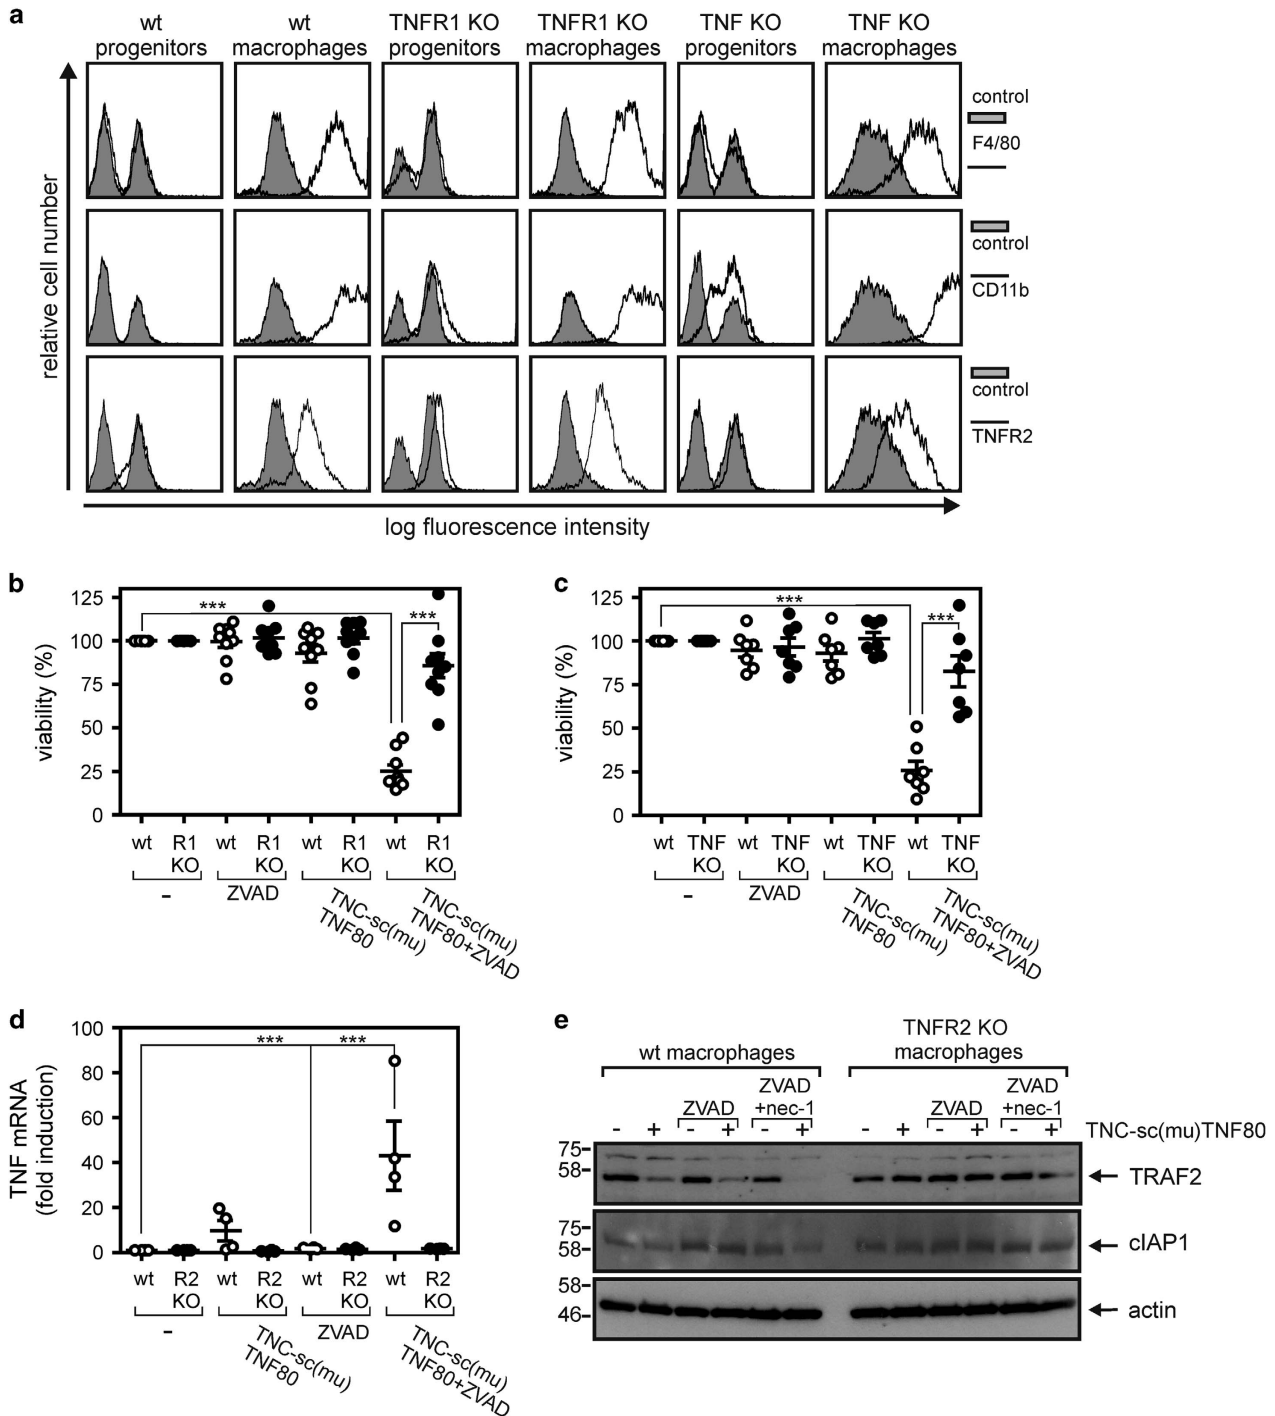 a
wt
progenitors
wt
macrophages
TNFR1 KO
progenitors
TNFR1 KO
macrophages
TNF KO
progenitors
TNF KO
macrophages
relative cell number
control
F4/80
control
CD11b
control
TNFR2
log fluorescence intensity
b
viability (%)
125
100
75
50
25
0
***
***
wt
R1
KO
wt
R1
KO
wt
R1
KO
wt
R1
KO
-
ZVAD
TNC-sc(mu)
TNF80
TNC-sc(mu)
TNF80+ZVAD
c
viability (%)
125
100
75
50
25
0
***
***
wt
TNF
KO
wt
TNF
KO
wt
TNF
KO
wt
TNF
KO
-
ZVAD
TNC-sc(mu)
TNF80
TNC-sc(mu)
TNF80+ZVAD
d
TNF mRNA
(fold induction)
100
80
60
40
20
0
***
***
wt
R2
KO
wt
R2
KO
wt
R2
KO
wt
R2
KO
-
TNC-sc(mu)
TNF80
ZVAD
TNC-sc(mu)
TNF80+ZVAD
e
wt macrophages
TNFR2 KO
macrophages
ZVAD
ZVAD
+nec-1
ZVAD
ZVAD
+nec-1
- + - + - + - + - + - + TNC-sc(mu)TNF80
75
58
TRAF2
75
58
cIAP1
58
46
actin